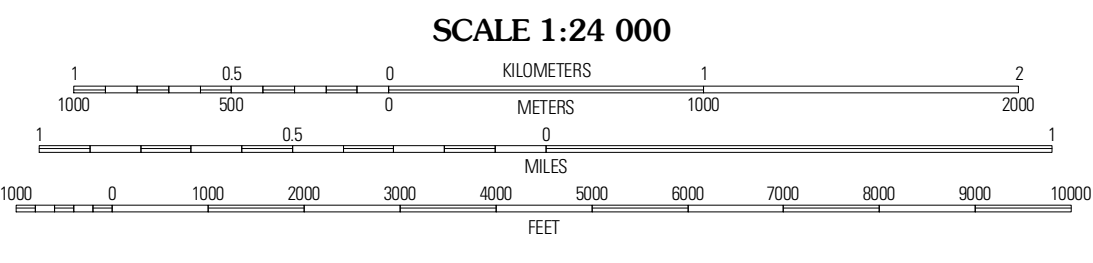 SCALE 1:24 000
1 0.5 0 KILOMETERS 1 2
1000 500 0 METERS 1000 2000
1 0.5 0 1
MILES
1000 0 1000 2000 3000 4000 5000 6000 7000 8000 9000 10000
FEET